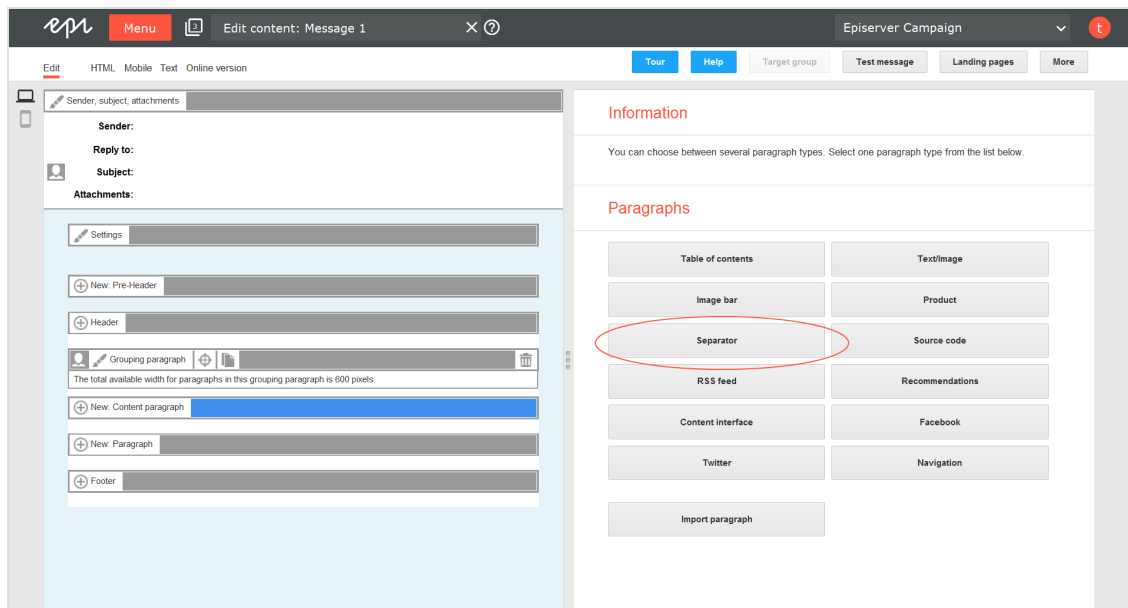 epi Menu 3 Edit content: Message 1 Episerver Campaign t
Edit HTML Mobile Text Online version Tour Help Target group Test message Landing pages More
Sender, subject, attachments
Sender:
Reply to:
Subject:
Attachments:
Settings
New: Pre-Header
Header
Grouping paragraph
The total available width for paragraphs in this grouping paragraph is 600 pixels.
New: Content paragraph
New: Paragraph
Footer
Information
You can choose between several paragraph types. Select one paragraph type from the list below.
Paragraphs
Table of contents Text/Image
Image bar Product
Separator Source code
RSS feed Recommendations
Content interface Facebook
Twitter Navigation
Import paragraph